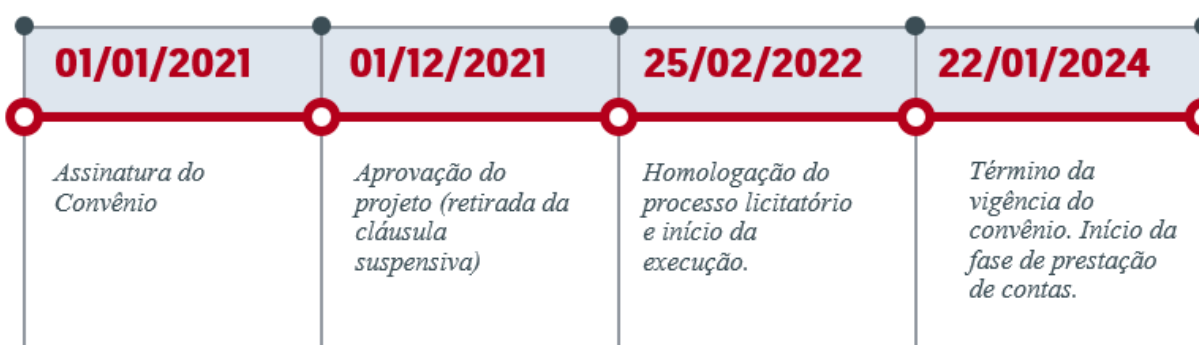 01/01/2021
Assinatura do
Convênio
01/12/2021
Aprovação do
projeto (retirada da
cláusula
suspensiva)
25/02/2022
Homologação do
processo licitatório
e início da
execução.
22/01/2024
Término da
vigência do
convênio. Início da
fase de prestação
de contas.